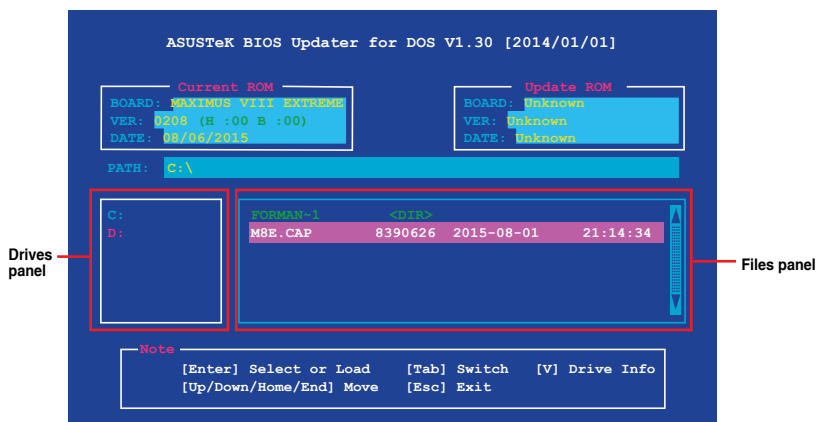 ASUSTeK BIOS Updater for DOS V1.30 [2014/01/01]
Current ROM
BOARD: MAXIMUS VIII EXTREME
VER: 0208 (H :00 B :00)
DATE: 08/06/2015
Update ROM
BOARD: Unknown
VER: Unknown
DATE: Unknown
PATH: C:\
Drives
panel
C:
D:
FORMAN~1 <DIR>
M8E.CAP 8390626 2015-08-01 21:14:34
Files panel
Note
[Enter] Select or Load [Tab] Switch [V] Drive Info
[Up/Down/Home/End] Move [Esc] Exit